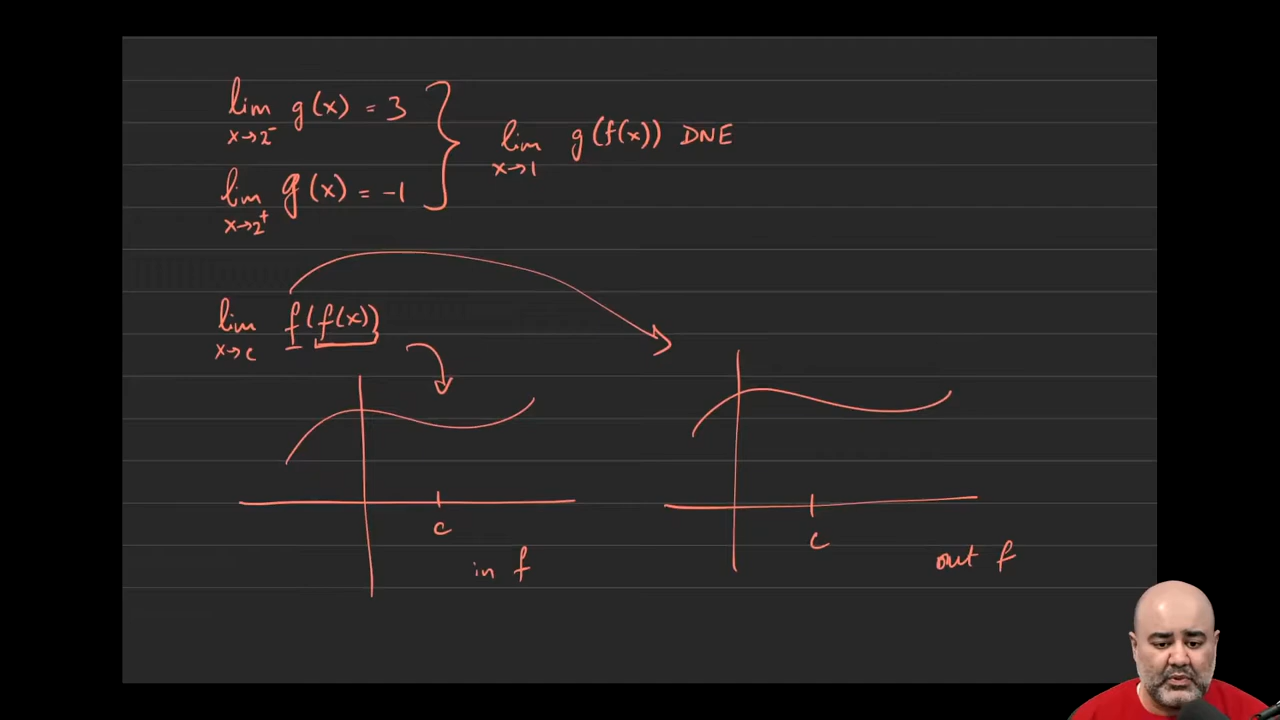 lim x→2⁻ g(x) = 3
lim x→1 g(f(x)) DNE
lim x→2⁺ g(x) = -1
lim x→c f(f(x))
c
c
in f
out f